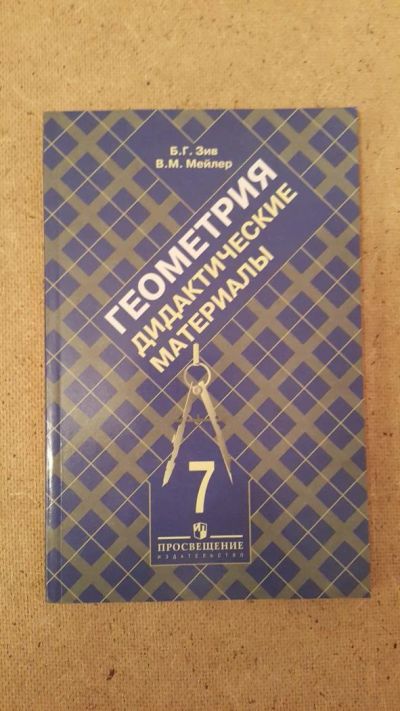 Б.Г. Зив
В.М. Мейлер
ГЕОМЕТРИЯ
ДИДАКТИЧЕСКИЕ
МАТЕРИАЛЫ
7
ПРОСВЕЩЕНИЕ
ИЗДАТЕЛЬСТВО